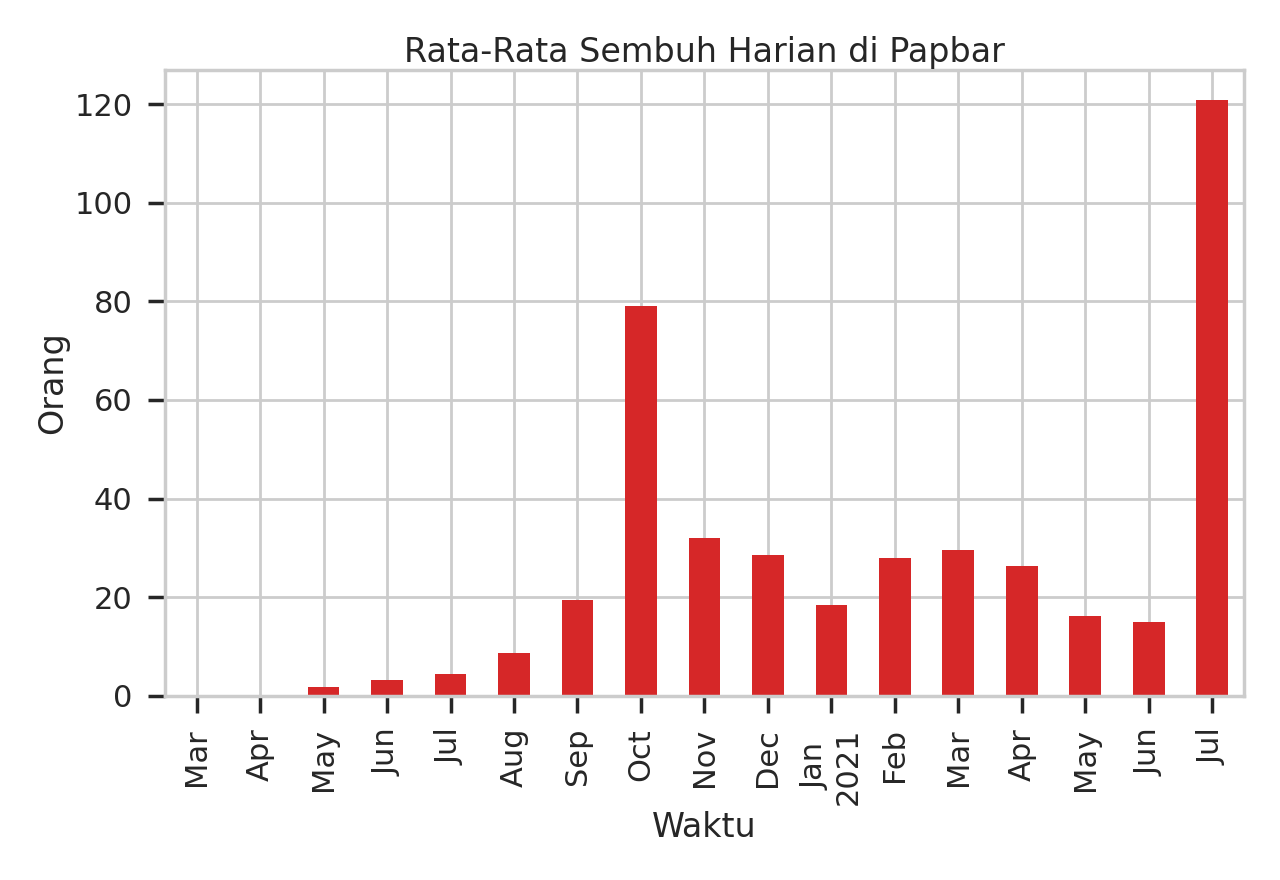 Rata-Rata Sembuh Harian di Papbar
120
100
80
60
40
20
0
Orang
Mar
Apr
May
Jun
Jul
Aug
Sep
Oct
Nov
Dec
Jan
2021
Feb
Mar
Apr
May
Jun
Jul
Waktu